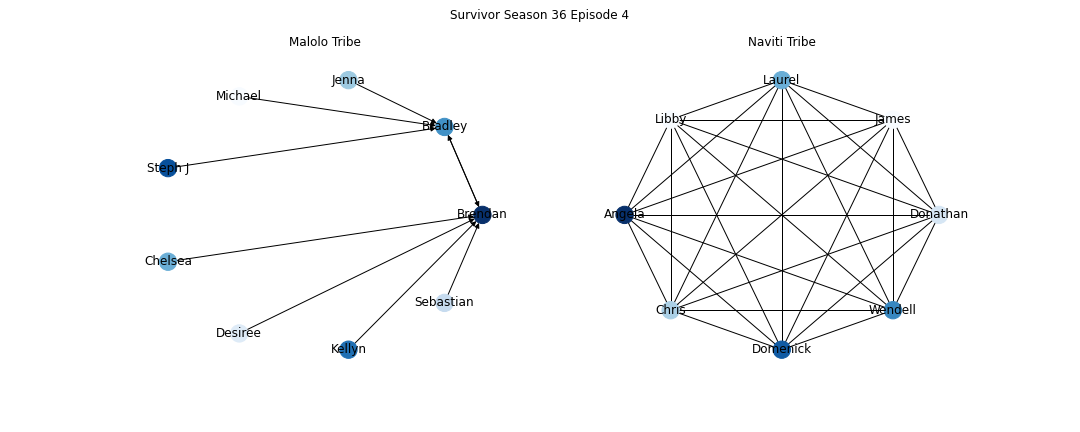 Survivor Season 36 Episode 4
Malolo Tribe
Jenna
Michael
Bradley
Steph J
Brendan
Chelsea
Sebastian
Desiree
Kellyn
Naviti Tribe
Laurel
Libby
James
Angela
Donathan
Chris
Wendell
Domenick